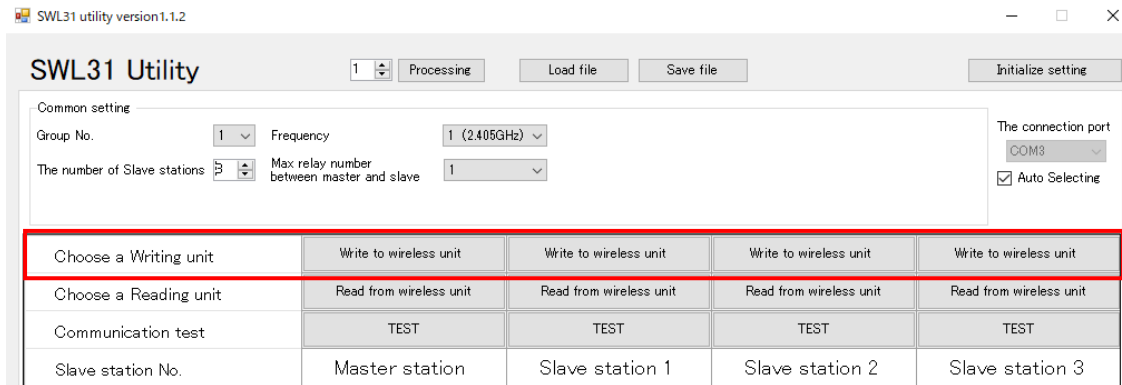 SWL31 utility version1.1.2
SWL31 Utility
1 Processing Load file Save file Initialize setting
Common setting
Group No. 1 Frequency 1 (2.405GHz)
The number of Slave stations 3 Max relay number between master and slave 1
The connection port
COM3
Auto Selecting
Choose a Writing unit Write to wireless unit Write to wireless unit Write to wireless unit Write to wireless unit
Choose a Reading unit Read from wireless unit Read from wireless unit Read from wireless unit Read from wireless unit
Communication test TEST TEST TEST TEST
Slave station No. Master station Slave station 1 Slave station 2 Slave station 3